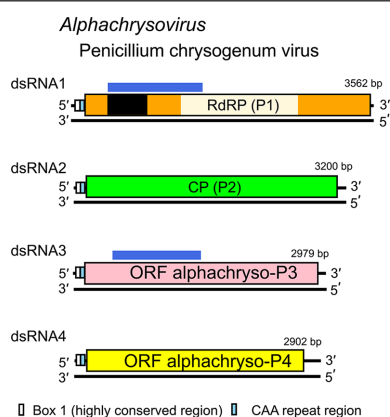 Alphachrysovirus
Penicillium chrysogenum virus
dsRNA1
3562 bp
5′ RdRP (P1) 3′
3′ 5′
dsRNA2
3200 bp
5′ CP (P2) 3′
3′ 5′
dsRNA3
2979 bp
5′ ORF alphachryso-P3 3′
3′ 5′
dsRNA4
2902 bp
5′ ORF alphachryso-P4 3′
3′ 5′
Box 1 (highly conserved region) CAA repeat region